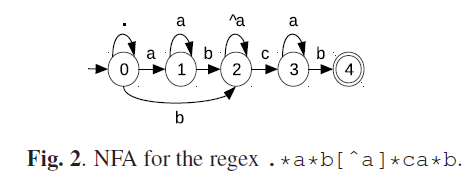 . a ^a a
a b c b
0 1 2 3 4
b
Fig. 2. NFA for the regex .*a*b[^a]*ca*b.